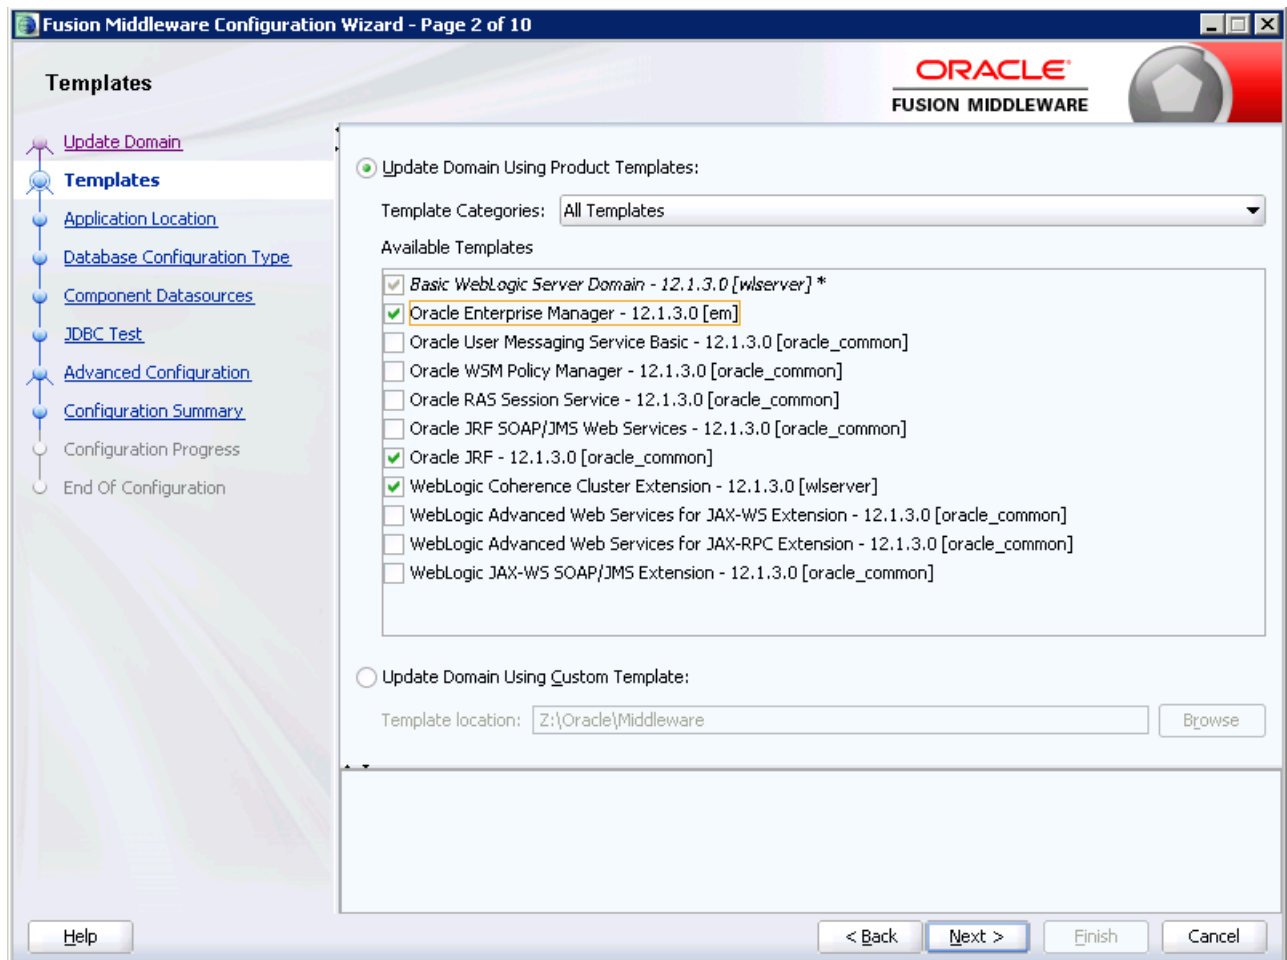 Fusion Middleware Configuration Wizard - Page 2 of 10
Templates
ORACLE
FUSION MIDDLEWARE
Update Domain
Templates
Application Location
Database Configuration Type
Component Datasources
JDBC Test
Advanced Configuration
Configuration Summary
Configuration Progress
End Of Configuration
Update Domain Using Product Templates:
Template Categories: All Templates
Available Templates
Basic WebLogic Server Domain - 12.1.3.0 [wlserver] *
Oracle Enterprise Manager - 12.1.3.0 [em]
Oracle User Messaging Service Basic - 12.1.3.0 [oracle_common]
Oracle WSM Policy Manager - 12.1.3.0 [oracle_common]
Oracle RAS Session Service - 12.1.3.0 [oracle_common]
Oracle JRF SOAP/JMS Web Services - 12.1.3.0 [oracle_common]
Oracle JRF - 12.1.3.0 [oracle_common]
WebLogic Coherence Cluster Extension - 12.1.3.0 [wlserver]
WebLogic Advanced Web Services for JAX-WS Extension - 12.1.3.0 [oracle_common]
WebLogic Advanced Web Services for JAX-RPC Extension - 12.1.3.0 [oracle_common]
WebLogic JAX-WS SOAP/JMS Extension - 12.1.3.0 [oracle_common]
Update Domain Using Custom Template:
Template location: Z:\Oracle\Middleware Browse
Help < Back Next > Finish Cancel